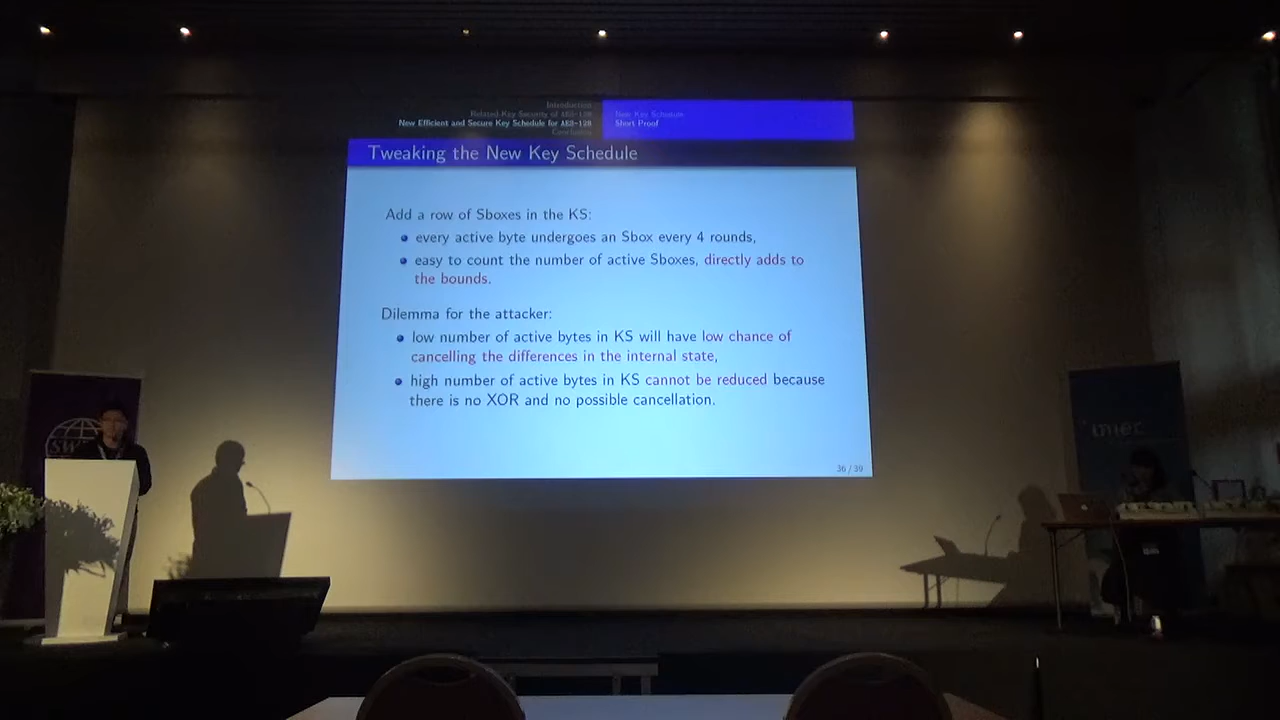 Introduction
Related Key Security of AES-128
New Efficient and Secure Key Schedule for AES-128
Conclusion
New Key Schedule
Short Proof
Tweaking the New Key Schedule
Add a row of Sboxes in the KS:
every active byte undergoes an Sbox every 4 rounds,
easy to count the number of active Sboxes, directly adds to
the bounds.
Dilemma for the attacker:
low number of active bytes in KS will have low chance of
cancelling the differences in the internal state,
high number of active bytes in KS cannot be reduced because
there is no XOR and no possible cancellation.
36 / 39
imec